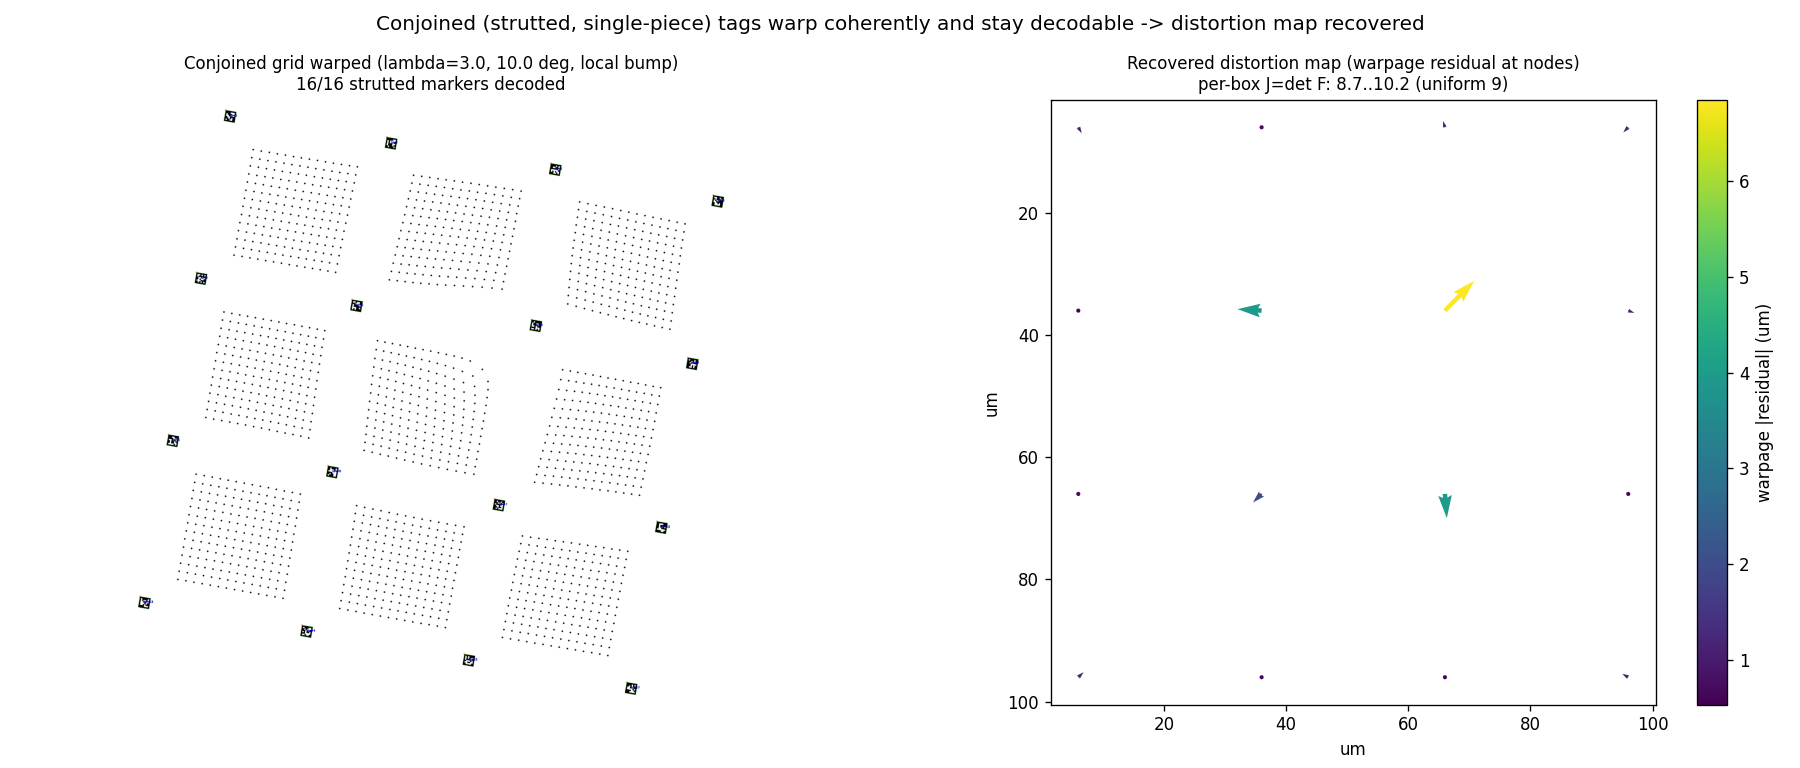 Conjoined (strutted, single-piece) tags warp coherently and stay decodable -> distortion map recovered
Conjoined grid warped (lambda=3.0, 10.0 deg, local bump)
16/16 strutted markers decoded
Recovered distortion map (warpage residual at nodes)
per-box J=det F: 8.7..10.2 (uniform 9)
20
40
60
80
100
um
20
40
60
80
100
um
6
5
4
3
2
1
warpage |residual| (um)